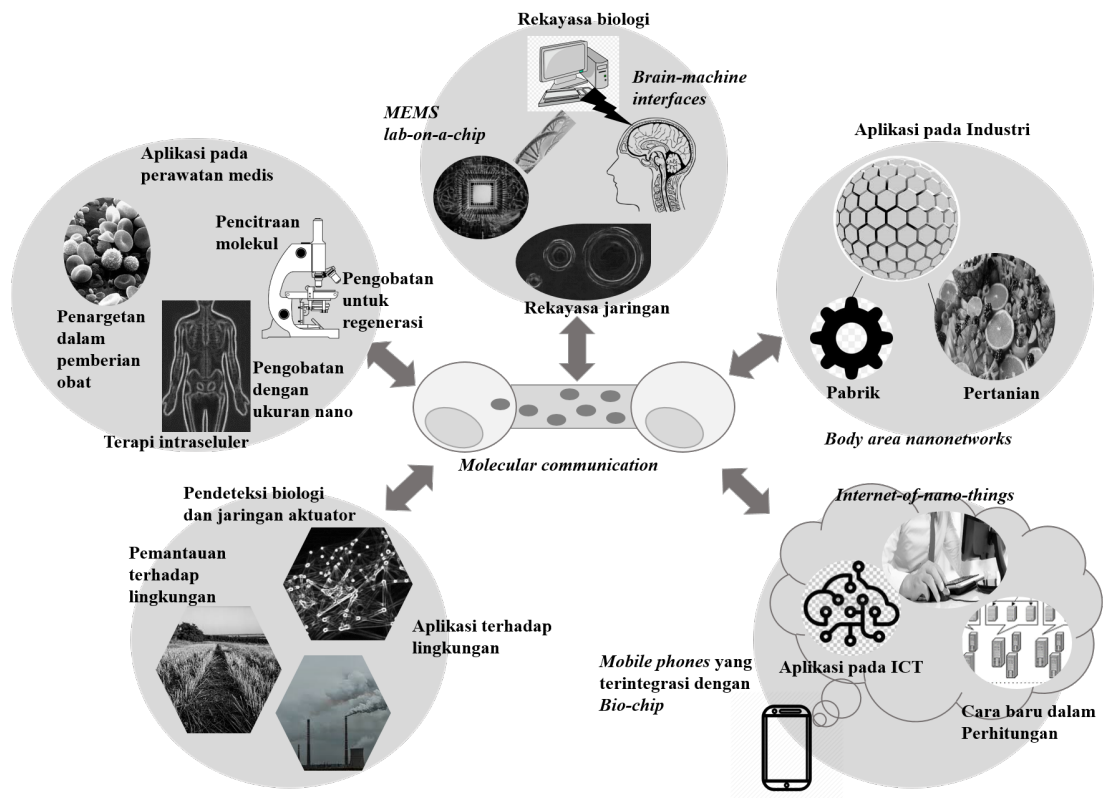 Rekayasa biologi
Brain-machine
interfaces
MEMS
lab-on-a-chip
Rekayasa jaringan
Aplikasi pada
perawatan medis
Pencitraan
molekul
Pengobatan
untuk
regenerasi
Penargetan
dalam
pemberian
obat
Pengobatan
dengan
ukuran nano
Terapi intraseluler
Aplikasi pada Industri
Pabrik
Pertanian
Body area nanonetworks
Molecular communication
Pendeteksi biologi
dan jaringan aktuator
Pemantauan
terhadap
lingkungan
Aplikasi terhadap
lingkungan
Internet-of-nano-things
Aplikasi pada ICT
Mobile phones yang
terintegrasi dengan
Bio-chip
Cara baru dalam
Perhitungan